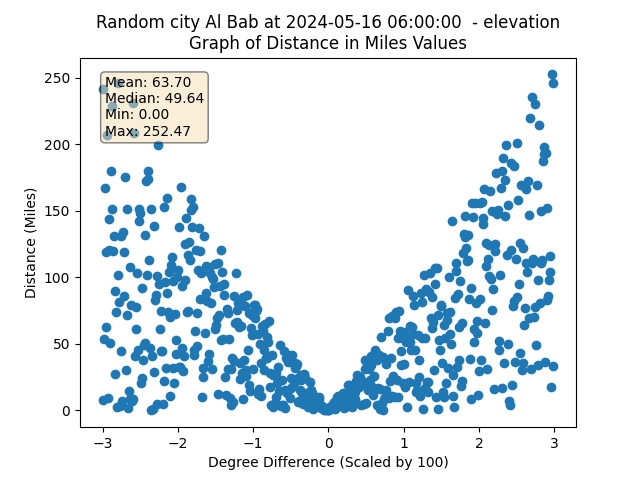 Random city Al Bab at 2024-05-16 06:00:00  - elevation
Graph of Distance in Miles Values
Mean: 63.70
Median: 49.64
Min: 0.00
Max: 252.47
250
200
150
100
50
0
Distance (Miles)
−3 −2 −1 0 1 2 3
Degree Difference (Scaled by 100)